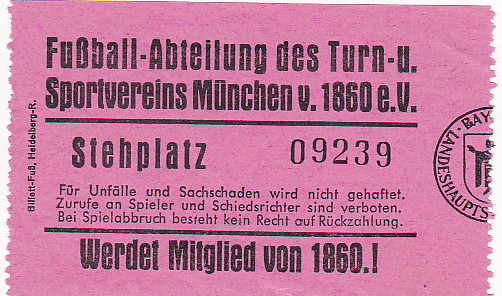 Fußball-Abteilung des Turn-u.
Sportvereins München v. 1860 e.V.
Stehplatz 09239
Für Unfälle und Sachschaden wird nicht gehaftet.
Zurufe an Spieler und Schiedsrichter sind verboten.
Bei Spielabbruch besteht kein Recht auf Rückzahlung.
Werdet Mitglied von 1860.!
Billett-Fuß, Heidelberg-R.
· BAY
LANDESHAUPTS